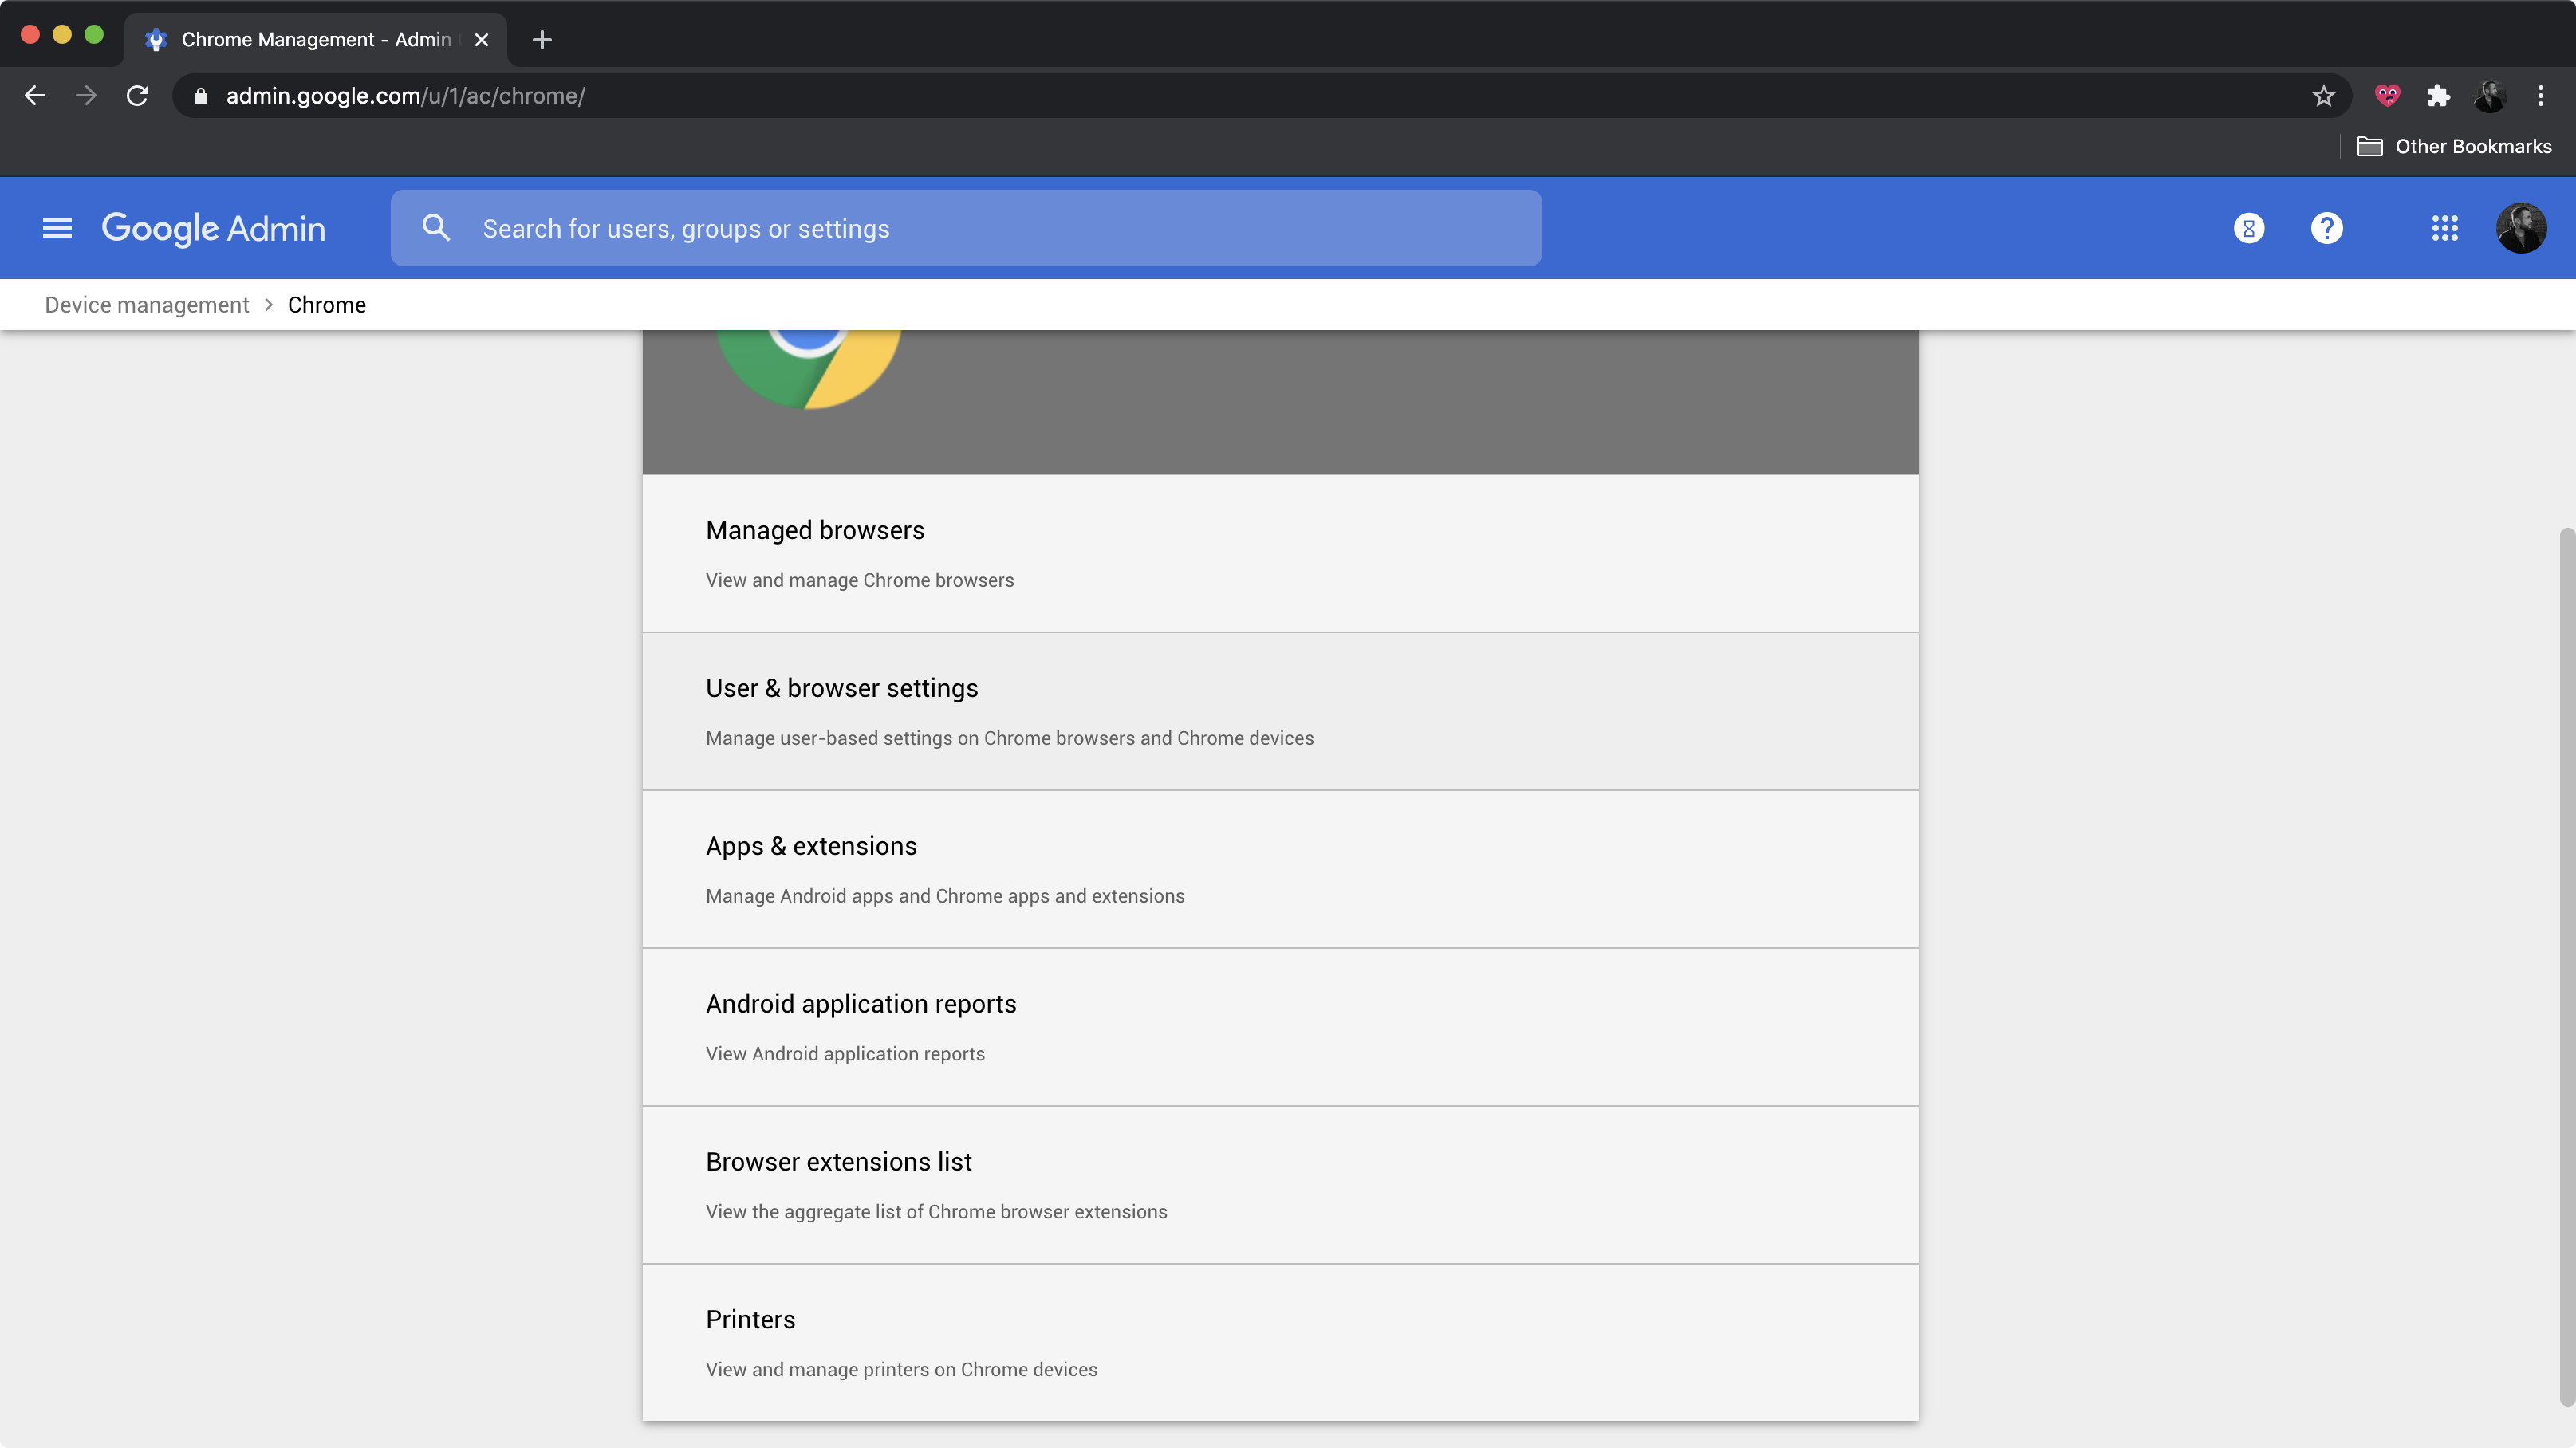 Chrome Management - Admin
admin.google.com/u/1/ac/chrome/
Other Bookmarks
Google Admin
Search for users, groups or settings
Device management > Chrome
Managed browsers
View and manage Chrome browsers
User & browser settings
Manage user-based settings on Chrome browsers and Chrome devices
Apps & extensions
Manage Android apps and Chrome apps and extensions
Android application reports
View Android application reports
Browser extensions list
View the aggregate list of Chrome browser extensions
Printers
View and manage printers on Chrome devices